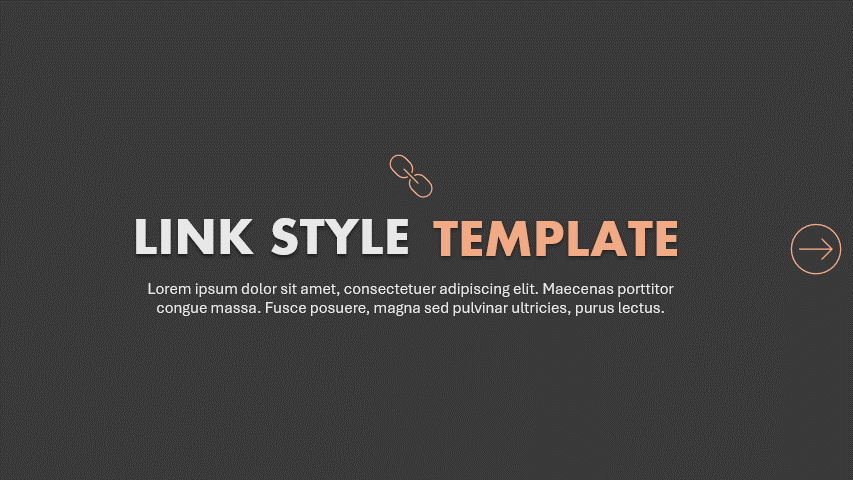 LINK STYLE TEMPLATE
Lorem ipsum dolor sit amet, consectetuer adipiscing elit. Maecenas porttitor
congue massa. Fusce posuere, magna sed pulvinar ultricies, purus lectus.